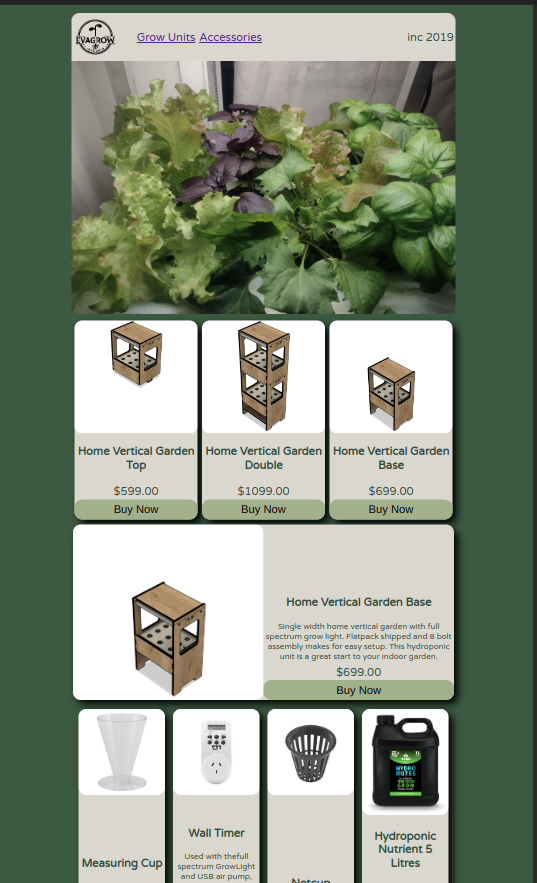 EVAGROW
Grow Units Accessories
inc 2019
Home Vertical Garden
Top
$599.00
Buy Now
Home Vertical Garden
Double
$1099.00
Buy Now
Home Vertical Garden
Base
$699.00
Buy Now
Home Vertical Garden Base
Single width home vertical garden with full
spectrum grow light. Flatpack shipped and 8 bolt
assembly makes for easy setup. This hydroponic
unit is a great start to your indoor garden.
$699.00
Buy Now
Measuring Cup
Wall Timer
Used with thefull
spectrum GrowLight
and USB air pump,
Netcup
HYDRO
Hydroponic
Nutrient 5
Litres